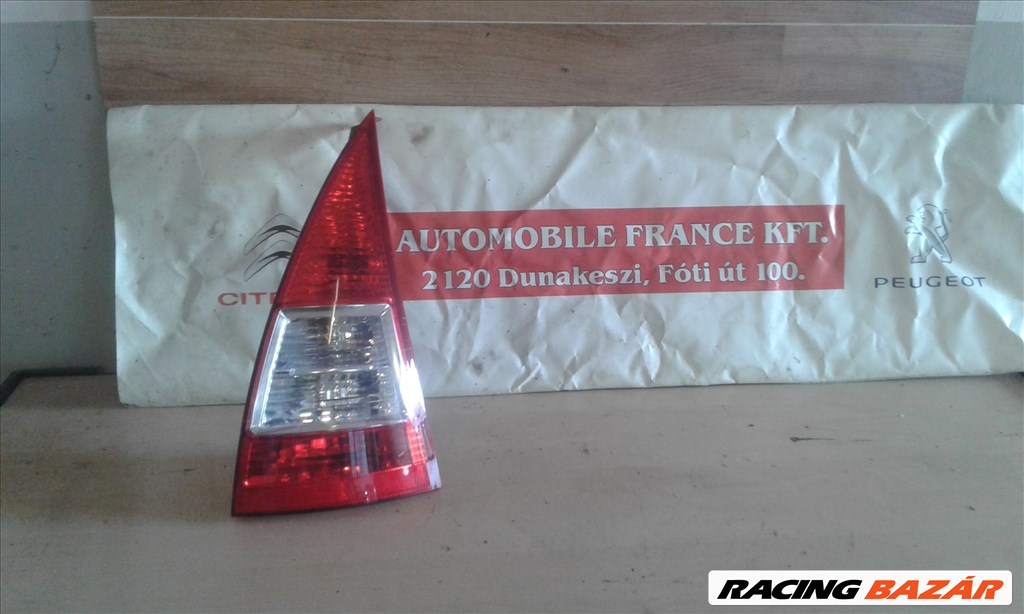 AUTOMOBILE FRANCE KFT.
2120 Dunakeszi, Fóti út 100.
PEUGEOT
RACING BAZÁR